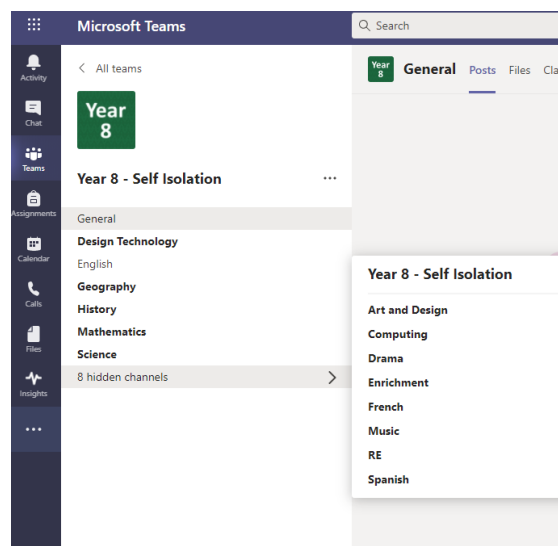 Microsoft Teams
Search
Activity
Chat
Teams
Assignments
Calendar
Calls
Files
Insights
All teams
Year
8
Year 8 - Self Isolation
General
Design Technology
English
Geography
History
Mathematics
Science
8 hidden channels
Year
8
General Posts Files Cla
Year 8 - Self Isolation
Art and Design
Computing
Drama
Enrichment
French
Music
RE
Spanish